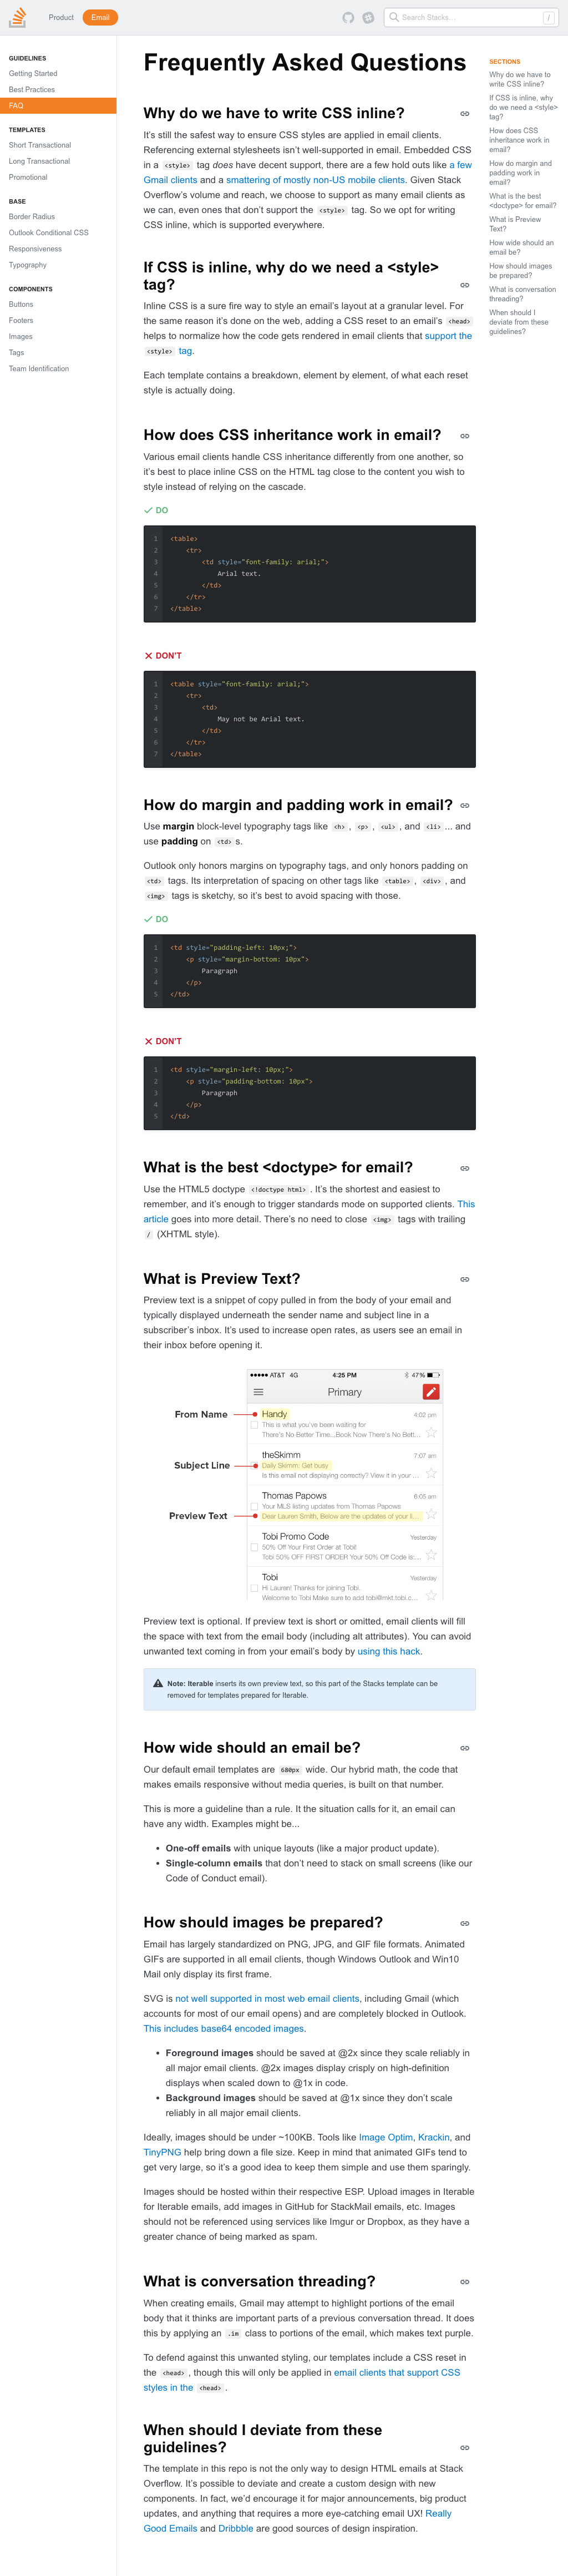 Product
Email
Search Stacks…
/
GUIDELINES
Getting Started
Best Practices
FAQ
TEMPLATES
Short Transactional
Long Transactional
Promotional
BASE
Border Radius
Outlook Conditional CSS
Responsiveness
Typography
COMPONENTS
Buttons
Footers
Images
Tags
Team Identification
Frequently Asked Questions
Why do we have to write CSS inline?
It’s still the safest way to ensure CSS styles are applied in email clients.
Referencing external stylesheets isn’t well-supported in email. Embedded CSS
in a <style> tag does have decent support, there are a few hold outs like a few
Gmail clients and a smattering of mostly non-US mobile clients. Given Stack
Overflow’s volume and reach, we choose to support as many email clients as
we can, even ones that don’t support the <style> tag. So we opt for writing
CSS inline, which is supported everywhere.
If CSS is inline, why do we need a <style>
tag?
Inline CSS is a sure fire way to style an email’s layout at a granular level. For
the same reason it’s done on the web, adding a CSS reset to an email’s <head>
helps to normalize how the code gets rendered in email clients that support the
<style> tag.
Each template contains a breakdown, element by element, of what each reset
style is actually doing.
How does CSS inheritance work in email?
Various email clients handle CSS inheritance differently from one another, so
it’s best to place inline CSS on the HTML tag close to the content you wish to
style instead of relying on the cascade.
DO
1 <table>
2 <tr>
3 <td style="font-family: arial;">
4 Arial text.
5 </td>
6 </tr>
7 </table>
DON’T
1 <table style="font-family: arial;">
2 <tr>
3 <td>
4 May not be Arial text.
5 </td>
6 </tr>
7 </table>
How do margin and padding work in email?
Use margin block-level typography tags like <h>, <p>, <ul>, and <li>... and
use padding on <td>s.
Outlook only honors margins on typography tags, and only honors padding on
<td> tags. Its interpretation of spacing on other tags like <table>, <div>, and
<img> tags is sketchy, so it’s best to avoid spacing with those.
DO
1 <td style="padding-left: 10px;">
2 <p style="margin-bottom: 10px">
3 Paragraph
4 </p>
5 </td>
DON’T
1 <td style="margin-left: 10px;">
2 <p style="padding-bottom: 10px">
3 Paragraph
4 </p>
5 </td>
What is the best <doctype> for email?
Use the HTML5 doctype <!doctype html>. It’s the shortest and easiest to
remember, and it’s enough to trigger standards mode on supported clients. This
article goes into more detail. There’s no need to close <img> tags with trailing
/ (XHTML style).
What is Preview Text?
Preview text is a snippet of copy pulled in from the body of your email and
typically displayed underneath the sender name and subject line in a
subscriber’s inbox. It’s used to increase open rates, as users see an email in
their inbox before opening it.
AT&T 4G 4:25 PM 47%
Primary
From Name
Handy 4:02 pm
This is what you've been waiting for
There's No Better Time...Book Now There's No Bett...
theSkimm 7:07 am
Subject Line
Daily Skimm: Get busy
Is this email not displaying correctly? View it in your ...
Thomas Papows 6:05 am
Your MLS listing updates from Thomas Papows
Preview Text
Dear Lauren Smith, Below are the updates of your li...
Tobi Promo Code Yesterday
50% Off Your First Order at Tobi!
Tobi 50% OFF FIRST ORDER Your 50% Off Code is:...
Tobi Yesterday
Hi Lauren! Thanks for joining Tobi.
Welcome to Tobi Make sure to add tobi@mkt.tobi.c...
Preview text is optional. If preview text is short or omitted, email clients will fill
the space with text from the email body (including alt attributes). You can avoid
unwanted text coming in from your email’s body by using this hack.
Note: Iterable inserts its own preview text, so this part of the Stacks template can be
removed for templates prepared for Iterable.
How wide should an email be?
Our default email templates are 680px wide. Our hybrid math, the code that
makes emails responsive without media queries, is built on that number.
This is more a guideline than a rule. It the situation calls for it, an email can
have any width. Examples might be...
• One-off emails with unique layouts (like a major product update).
• Single-column emails that don’t need to stack on small screens (like our
Code of Conduct email).
How should images be prepared?
Email has largely standardized on PNG, JPG, and GIF file formats. Animated
GIFs are supported in all email clients, though Windows Outlook and Win10
Mail only display its first frame.
SVG is not well supported in most web email clients, including Gmail (which
accounts for most of our email opens) and are completely blocked in Outlook.
This includes base64 encoded images.
• Foreground images should be saved at @2x since they scale reliably in
all major email clients. @2x images display crisply on high-definition
displays when scaled down to @1x in code.
• Background images should be saved at @1x since they don’t scale
reliably in all major email clients.
Ideally, images should be under ~100KB. Tools like Image Optim, Krackin, and
TinyPNG help bring down a file size. Keep in mind that animated GIFs tend to
get very large, so it’s a good idea to keep them simple and use them sparingly.
Images should be hosted within their respective ESP. Upload images in Iterable
for Iterable emails, add images in GitHub for StackMail emails, etc. Images
should not be referenced using services like Imgur or Dropbox, as they have a
greater chance of being marked as spam.
What is conversation threading?
When creating emails, Gmail may attempt to highlight portions of the email
body that it thinks are important parts of a previous conversation thread. It does
this by applying an .im class to portions of the email, which makes text purple.
To defend against this unwanted styling, our templates include a CSS reset in
the <head>, though this will only be applied in email clients that support CSS
styles in the <head>.
When should I deviate from these
guidelines?
The template in this repo is not the only way to design HTML emails at Stack
Overflow. It’s possible to deviate and create a custom design with new
components. In fact, we’d encourage it for major announcements, big product
updates, and anything that requires a more eye-catching email UX! Really
Good Emails and Dribbble are good sources of design inspiration.
SECTIONS
Why do we have to
write CSS inline?
If CSS is inline, why
do we need a <style>
tag?
How does CSS
inheritance work in
email?
How do margin and
padding work in
email?
What is the best
<doctype> for email?
What is Preview
Text?
How wide should an
email be?
How should images
be prepared?
What is conversation
threading?
When should I
deviate from these
guidelines?